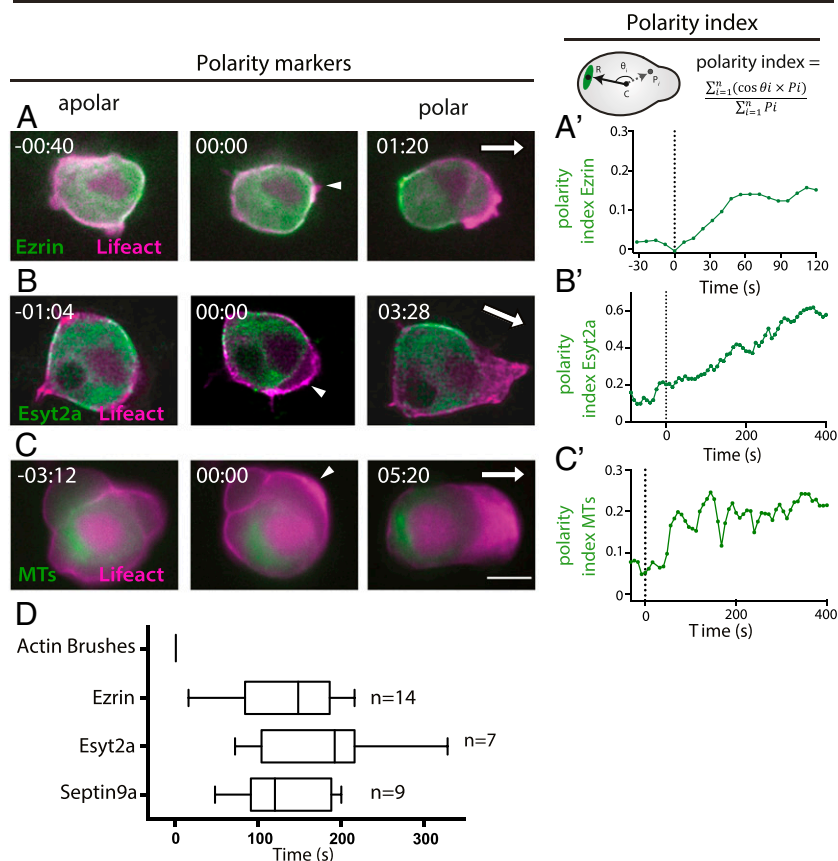 Polarity index
Polarity markers
apolar
polar
R
θi
Pi
C
polarity index =
∑ⁿᵢ₌₁(cos θi × Pi)
∑ⁿᵢ₌₁ Pi
A
-00:40
00:00
01:20
Ezrin
Lifeact
A'
polarity
index Ezrin
0.3
0.2
0.1
0
-30
0
30
60
90
120
Time (s)
B
-01:04
00:00
03:28
Esyt2a
Lifeact
B'
polarity
index Esyt2a
0.6
0.4
0.2
0
0
200
400
Time (s)
C
-03:12
00:00
05:20
MTs
Lifeact
C'
polarity
index MTs
0.3
0.2
0.1
0
0
200
400
Time (s)
D
Actin Brushes
Ezrin
n=14
Esyt2a
n=7
Septin9a
n=9
0
100
200
300
Time (s)